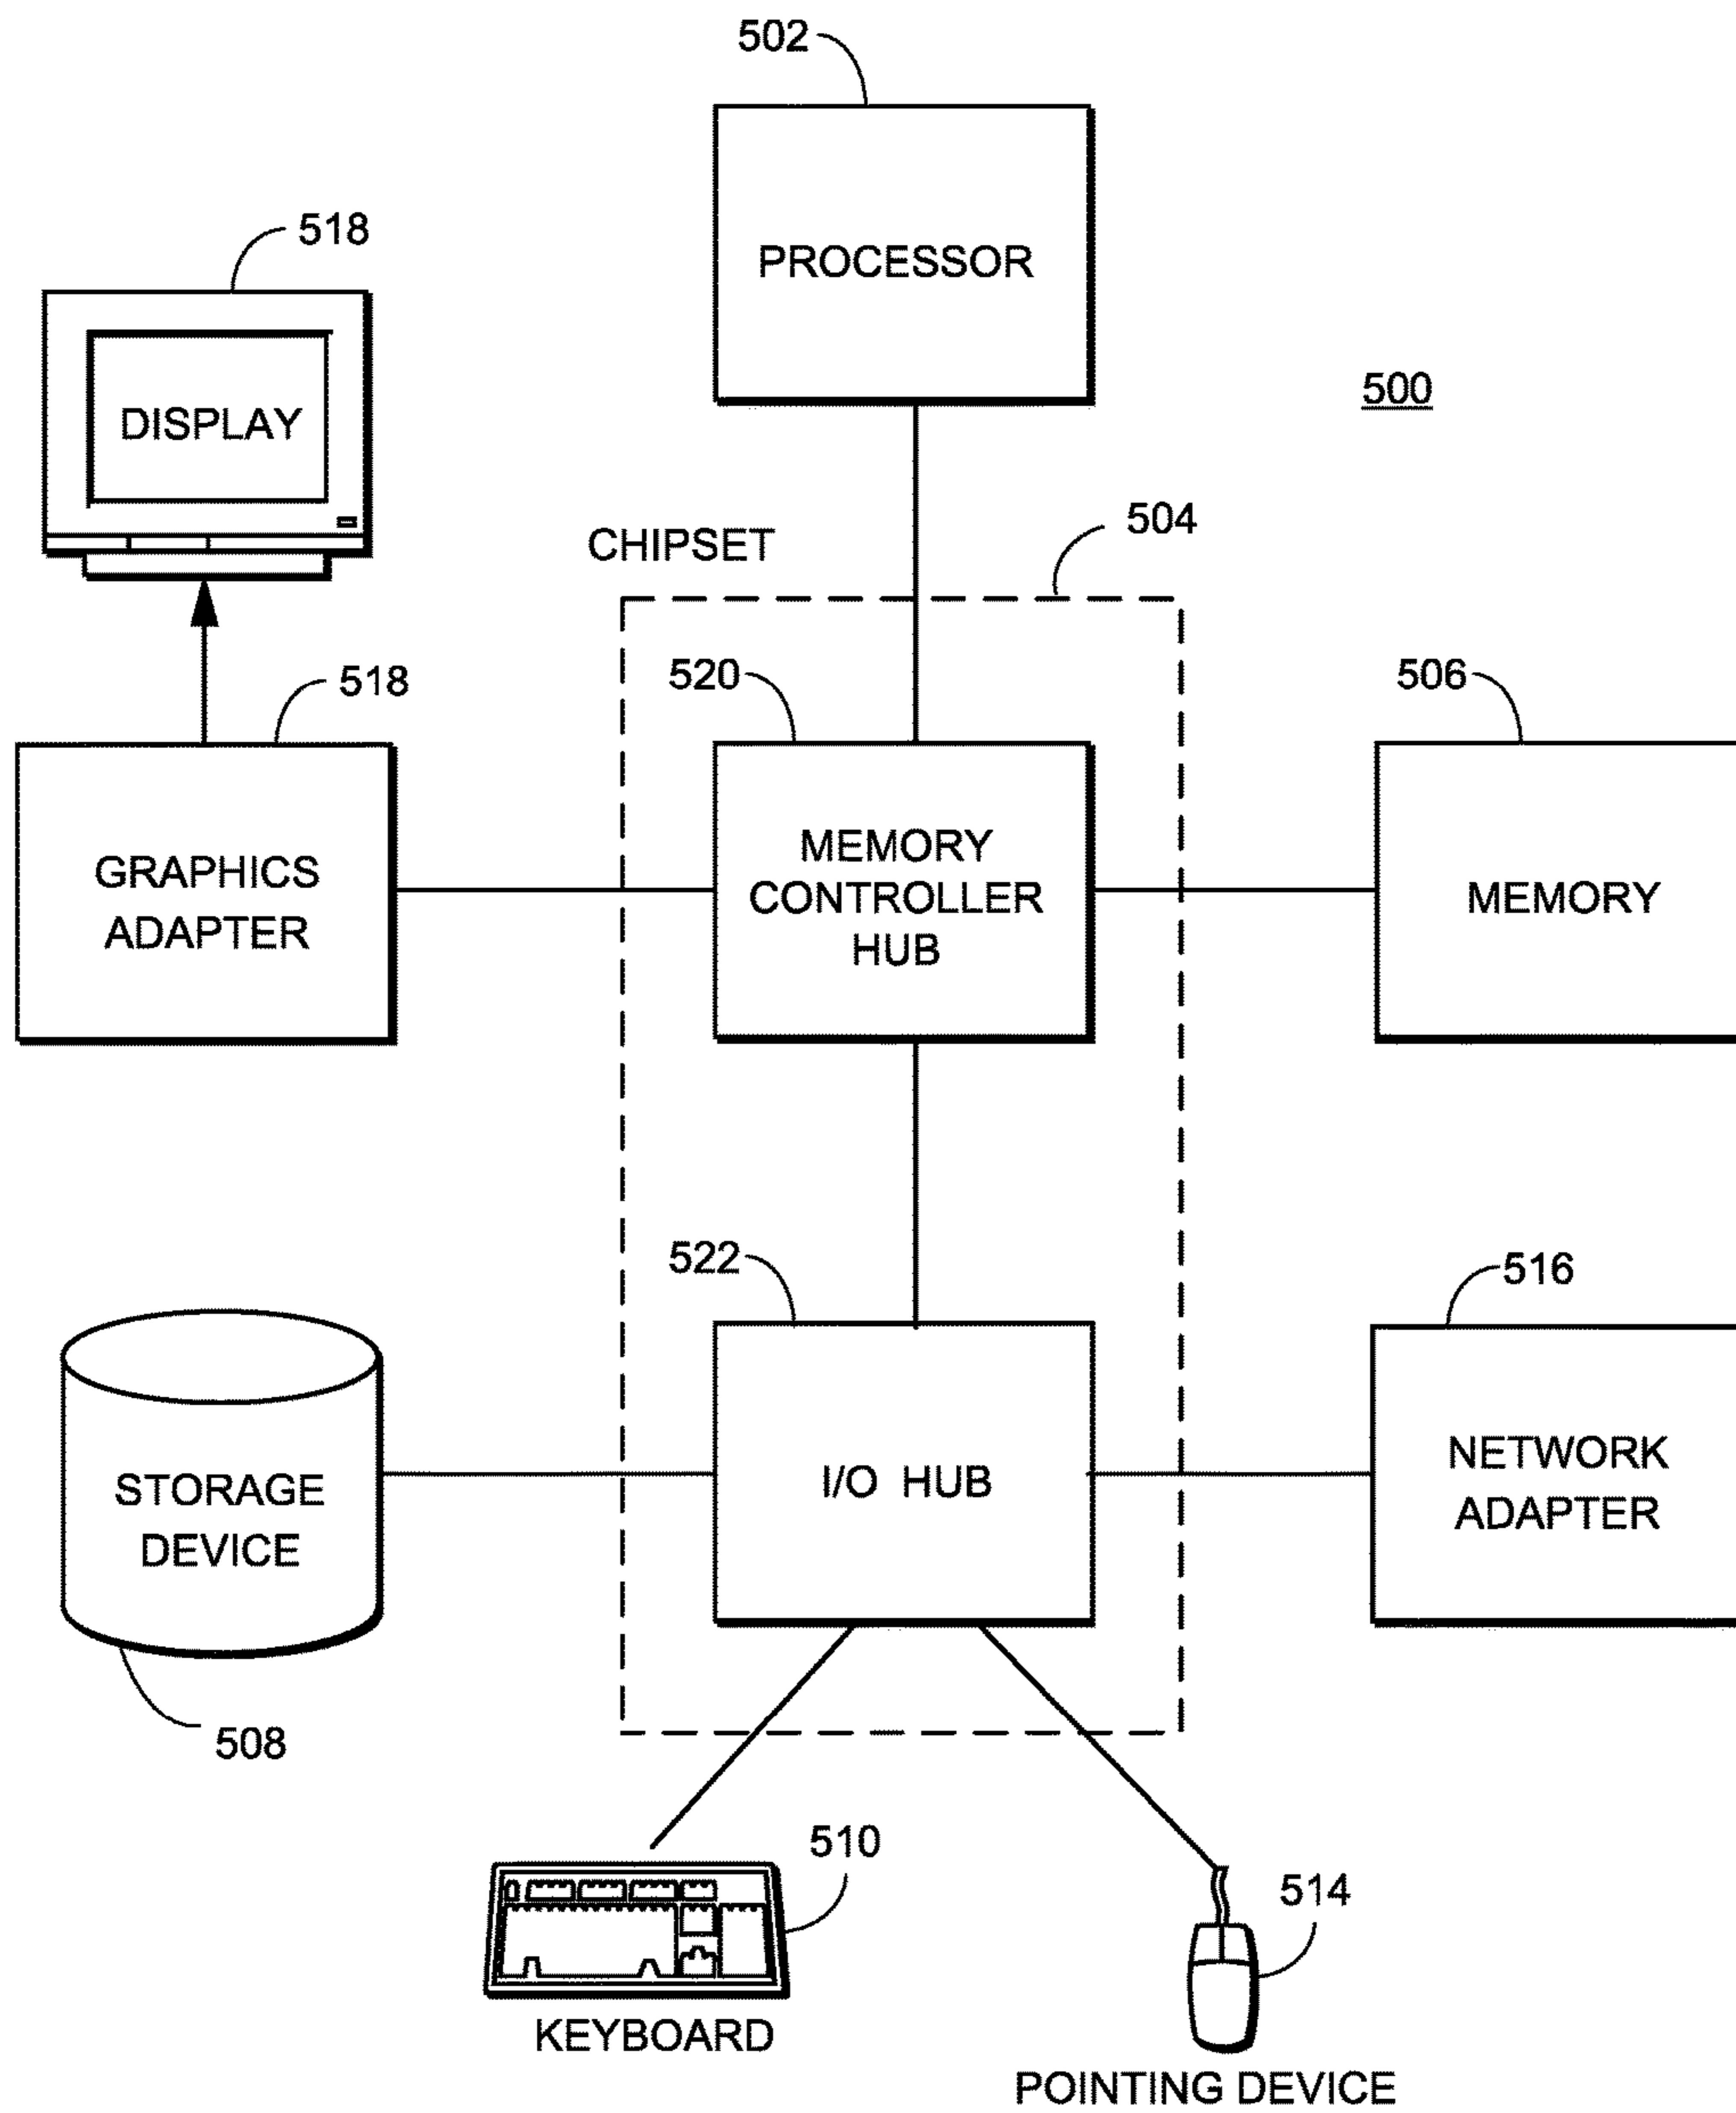 502
PROCESSOR
518
DISPLAY
500
CHIPSET
504
518
GRAPHICS
ADAPTER
520
MEMORY
CONTROLLER
HUB
506
MEMORY
522
I/O HUB
516
NETWORK
ADAPTER
STORAGE
DEVICE
508
510
KEYBOARD
514
POINTING DEVICE